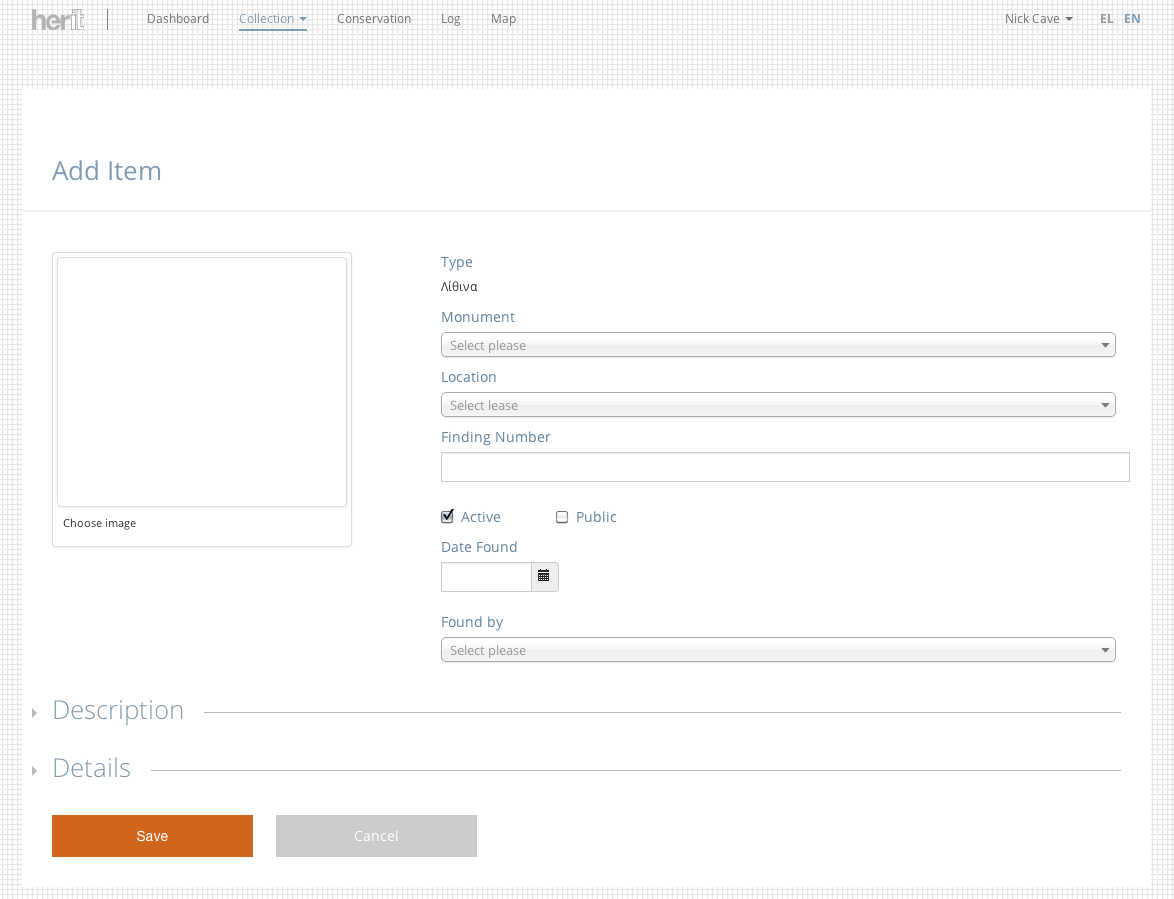 herit Dashboard Collection Conservation Log Map Nick Cave EL EN
Add Item
Type
Λίθινα
Monument
Select please
Location
Select lease
Finding Number
Choose image
Active Public
Date Found
Found by
Select please
Description
Details
Save Cancel